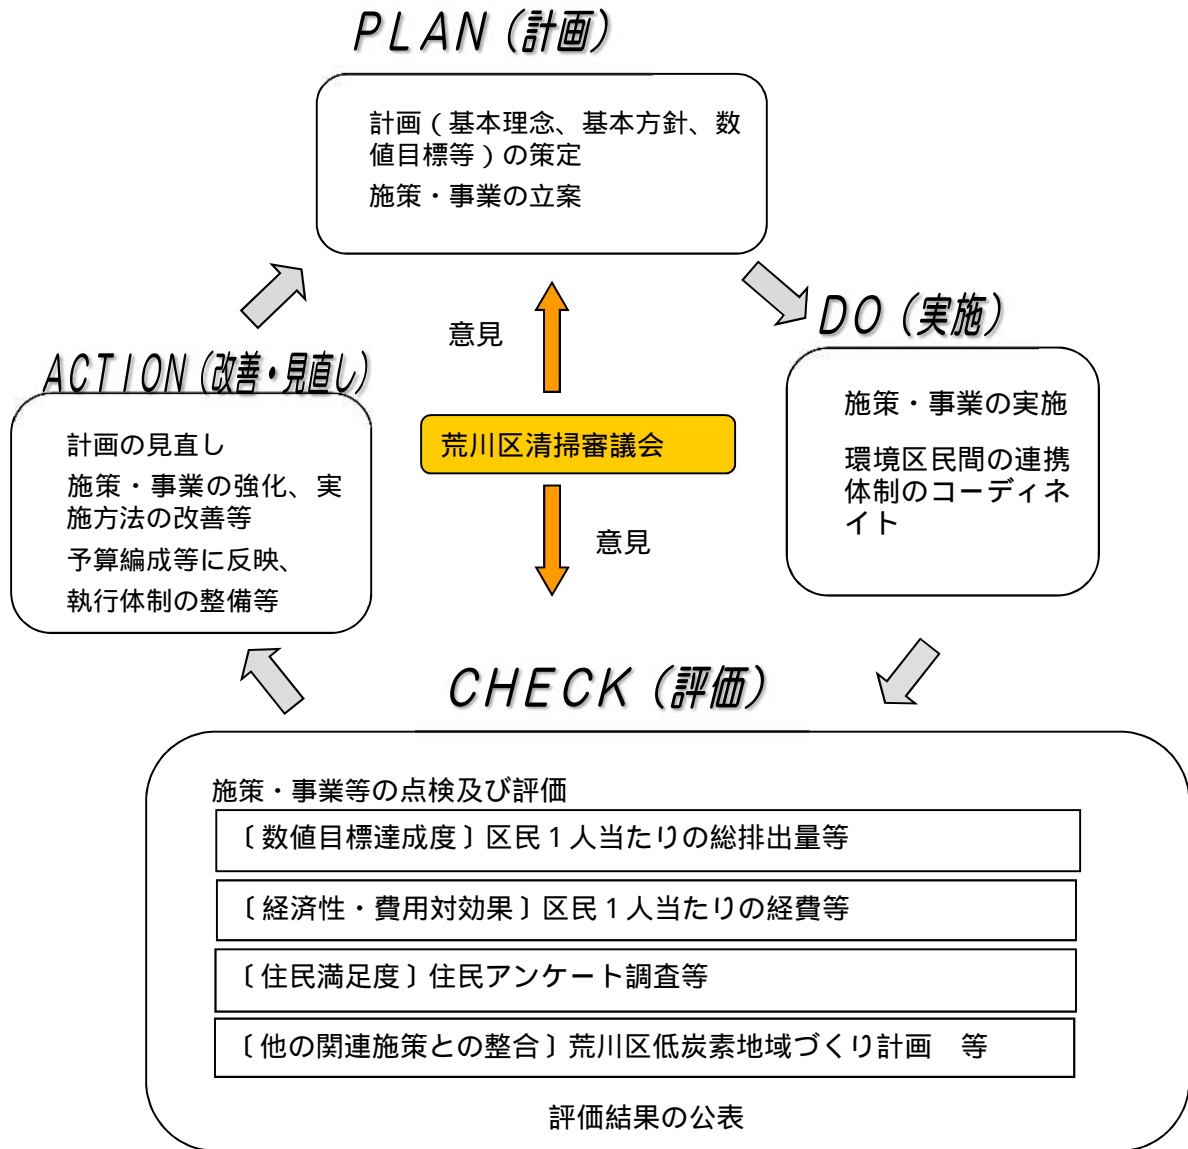 PLAN(計画)
計画(基本理念、基本方針、数
値目標等)の策定
施策・事業の立案
DO(実施)
施策・事業の実施
環境区民間の連携
体制のコーディネ
イト
意見
荒川区清掃審議会
意見
ACTION(改善・見直し)
計画の見直し
施策・事業の強化、実
施方法の改善等
予算編成等に反映、
執行体制の整備等
CHECK(評価)
施策・事業等の点検及び評価
〔数値目標達成度〕区民1人当たりの総排出量等
〔経済性・費用対効果〕区民1人当たりの経費等
〔住民満足度〕住民アンケート調査等
〔他の関連施策との整合〕荒川区低炭素地域づくり計画 等
評価結果の公表